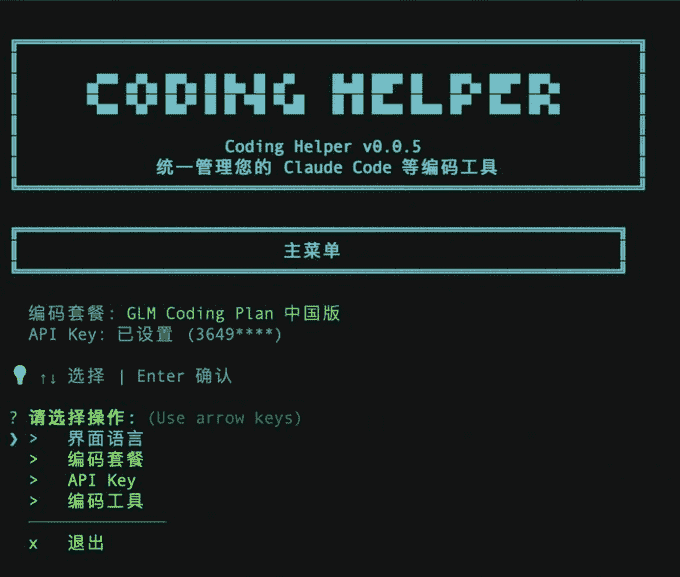 CODING HELPER
Coding Helper v0.0.5
统一管理您的 Claude Code 等编码工具
主菜单
编码套餐: GLM Coding Plan 中国版
API Key: 已设置 (3649****)
↑↓ 选择 | Enter 确认
? 请选择操作: (Use arrow keys)
❯ >   界面语言
>   编码套餐
>   API Key
>   编码工具
x   退出